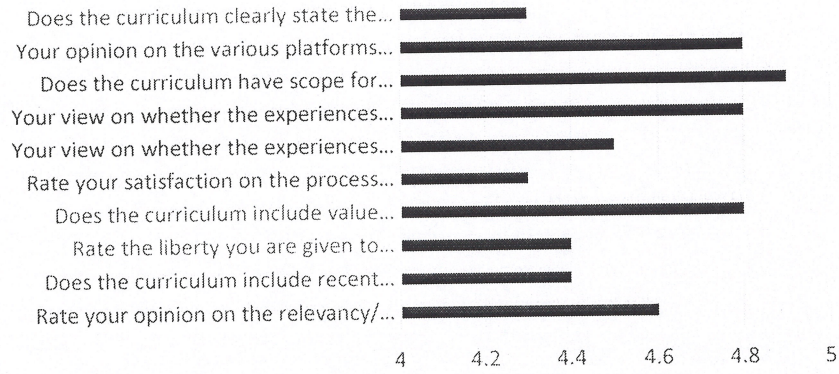 Does the curriculum clearly state the...
Your opinion on the various platforms...
Does the curriculum have scope for...
Your view on whether the experiences...
Your view on whether the experiences...
Rate your satisfaction on the process...
Does the curriculum include value...
Rate the liberty you are given to...
Does the curriculum include recent...
Rate your opinion on the relevancy/...
4 4.2 4.4 4.6 4.8 5